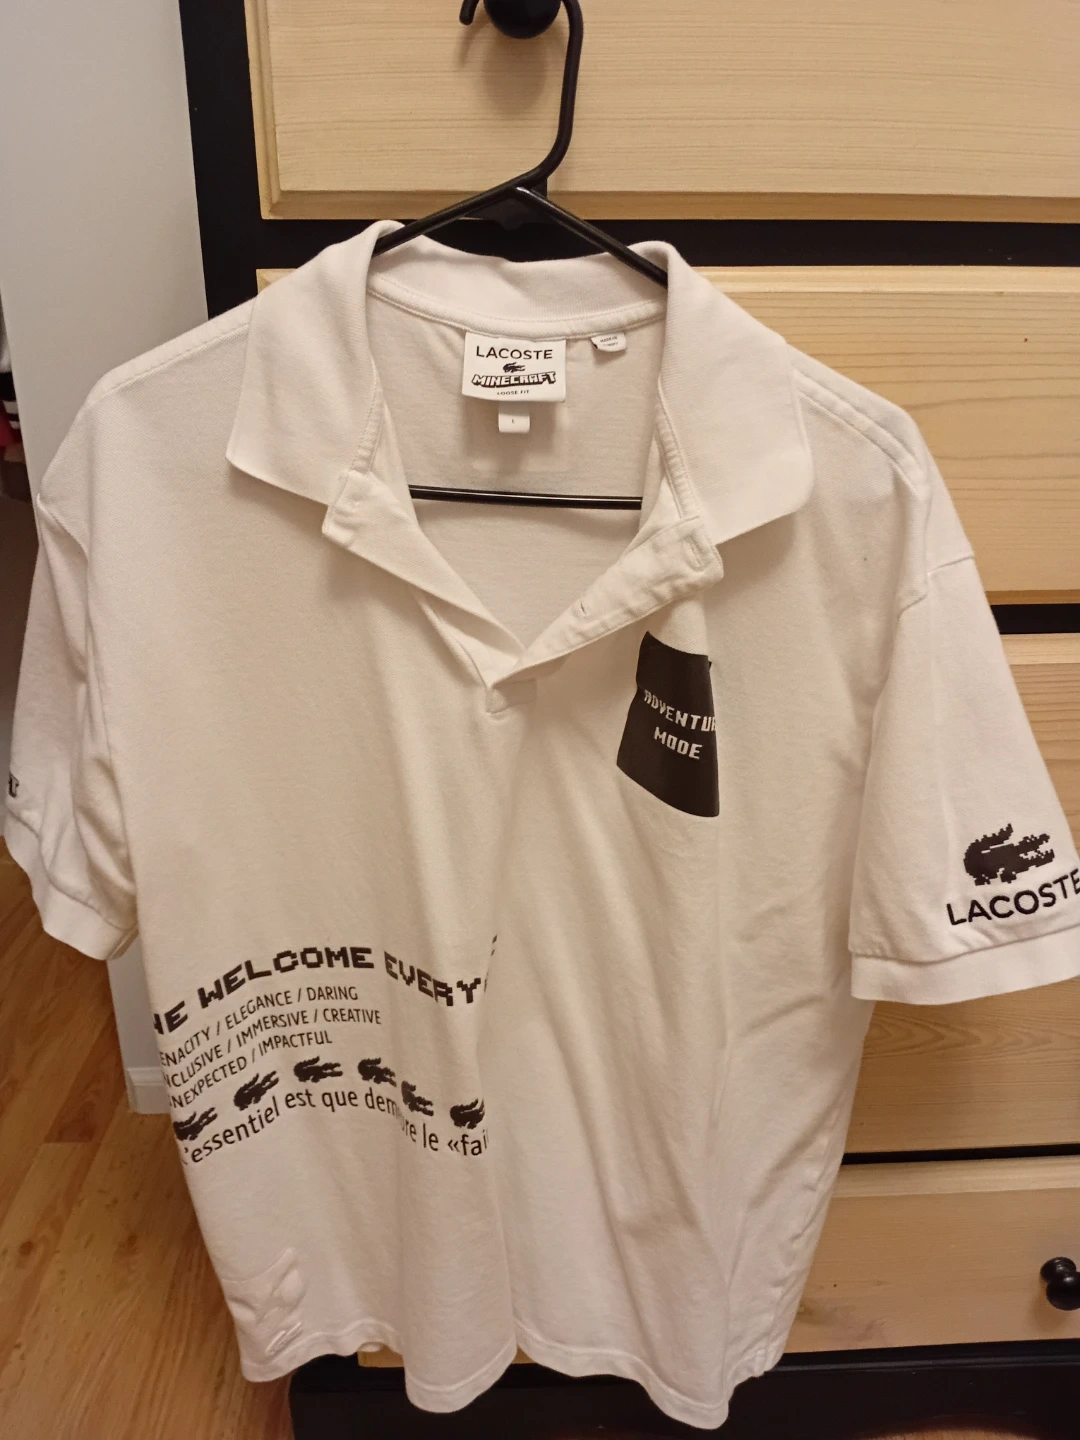 LACOSTE
MINECRAFT
LOOSE FIT
L
ADVENTUR
MODE
LACOSTE
HE WELCOME EVERY
ENACITY / ELEGANCE / DARING
NCLUSIVE / IMMERSIVE / CREATIVE
NEXPECTED / IMPACTFUL
L'essentiel est que dem re le «fai